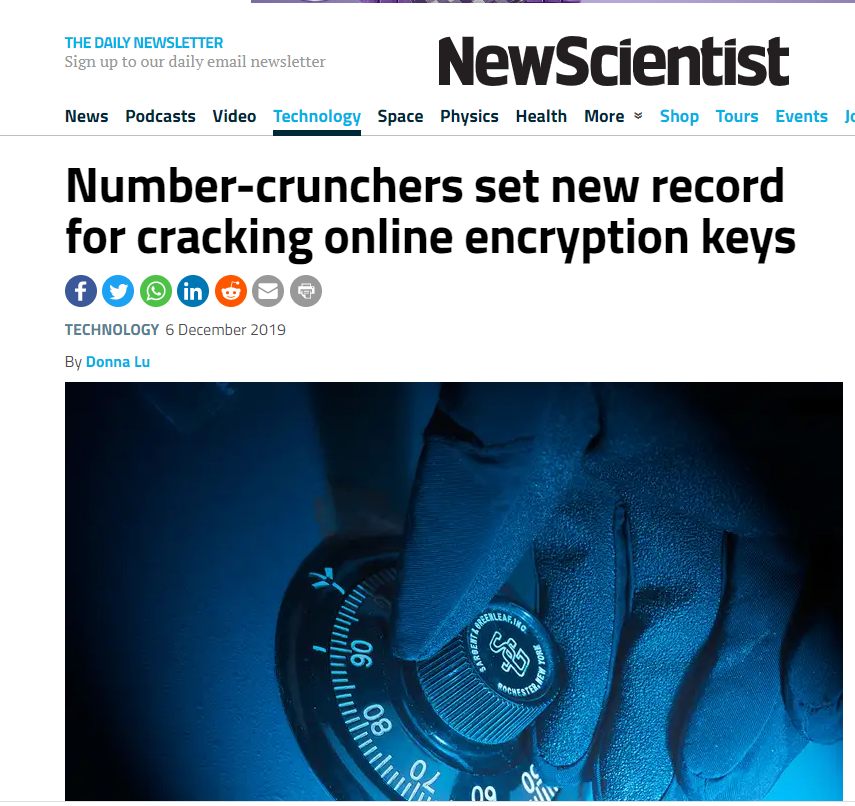 THE DAILY NEWSLETTER
Sign up to our daily email newsletter
NewScientist
News Podcasts Video Technology Space Physics Health More Shop Tours Events
Number-crunchers set new record
for cracking online encryption keys
TECHNOLOGY 6 December 2019
By Donna Lu
SARGENT & GREENLEAF, INC.
S&G
ROCHESTER, NEW YORK
90
80
70